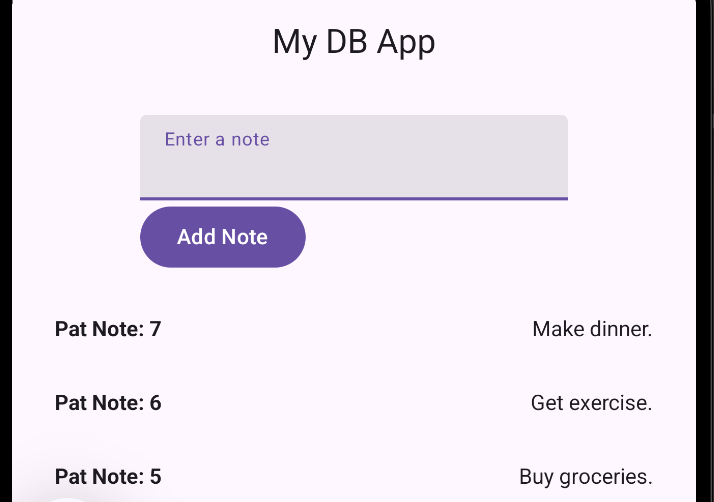 My DB App
Enter a note
Add Note
Pat Note: 7 Make dinner.
Pat Note: 6 Get exercise.
Pat Note: 5 Buy groceries.